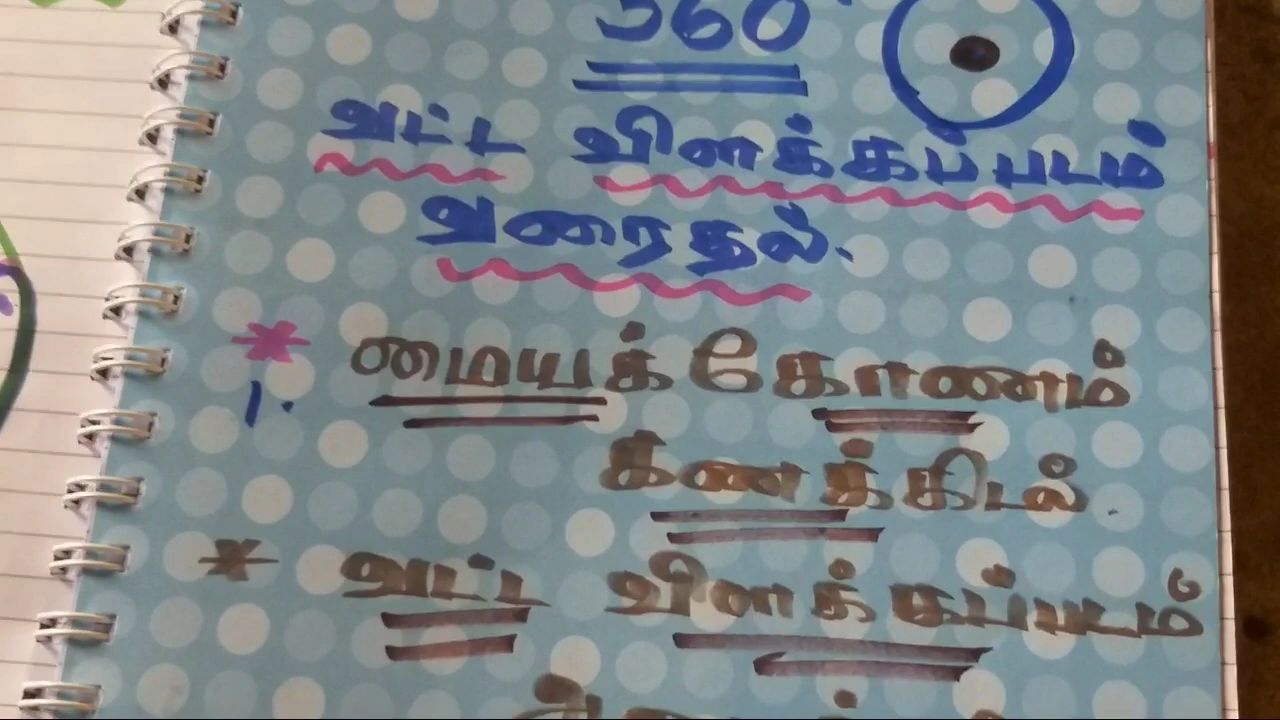 360°
வட்ட விளக்கப்படம்
வரைதல்.
* மையக்கோணம்
1.
கணக்கிடல்.
* வட்ட விளக்கப்படம்